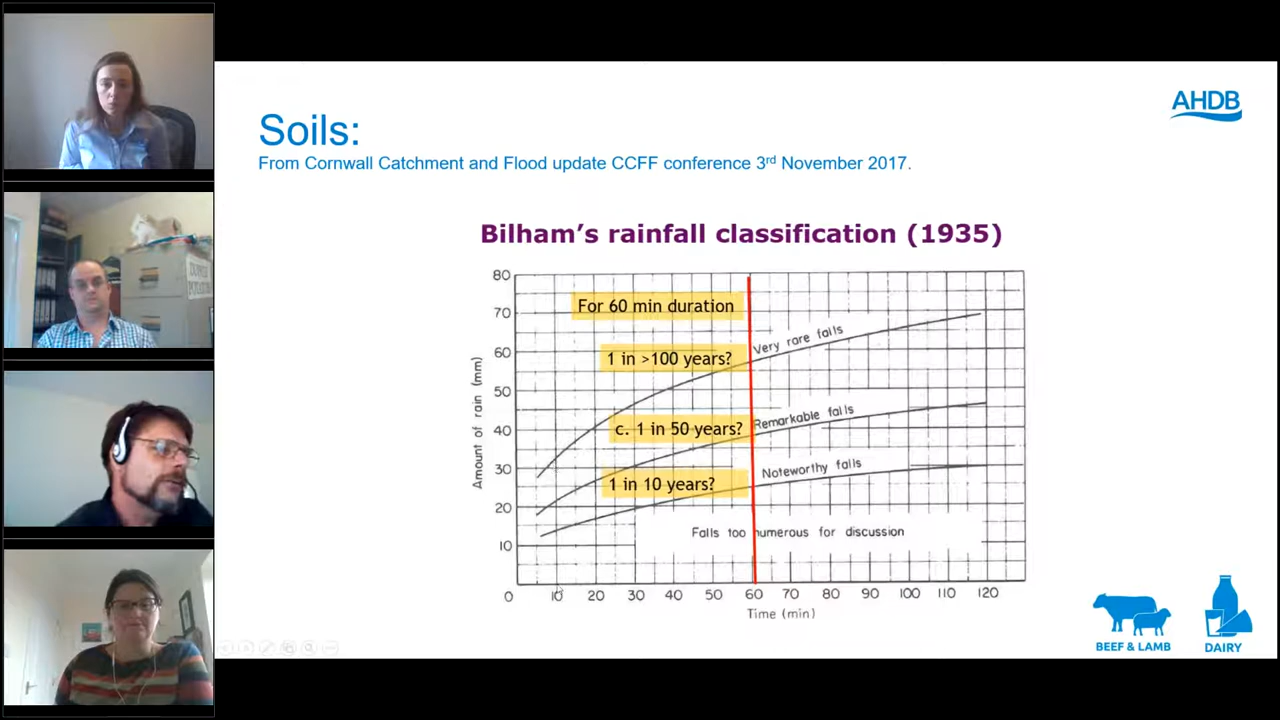 AHDB
Soils:
From Cornwall Catchment and Flood update CCFF conference 3rd November 2017.
Bilham's rainfall classification (1935)
80
70
60
50
40
30
20
10
Amount of rain (mm)
For 60 min duration
1 in >100 years?
c. 1 in 50 years?
1 in 10 years?
Very rare falls
Remarkable falls
Noteworthy falls
Falls too numerous for discussion
0 10 20 30 40 50 60 70 80 90 100 110 120
Time (min)
BEEF & LAMB
DAIRY